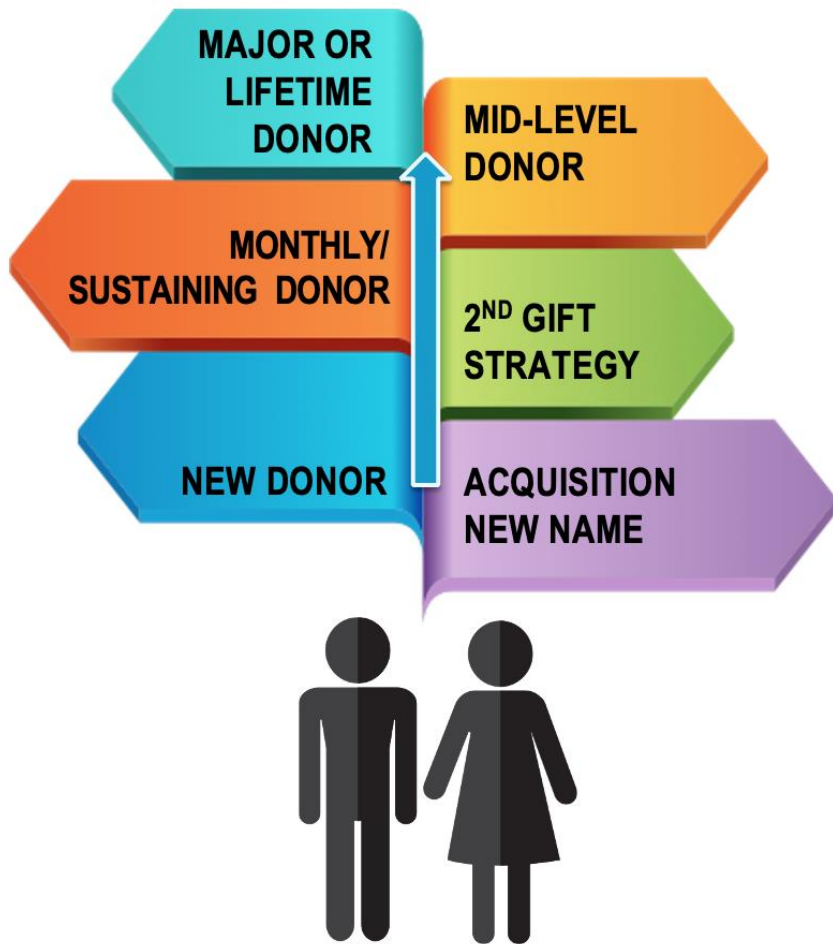 MAJOR OR
LIFETIME
DONOR
MID-LEVEL
DONOR
MONTHLY/
SUSTAINING DONOR
2ND GIFT
STRATEGY
NEW DONOR
ACQUISITION
NEW NAME